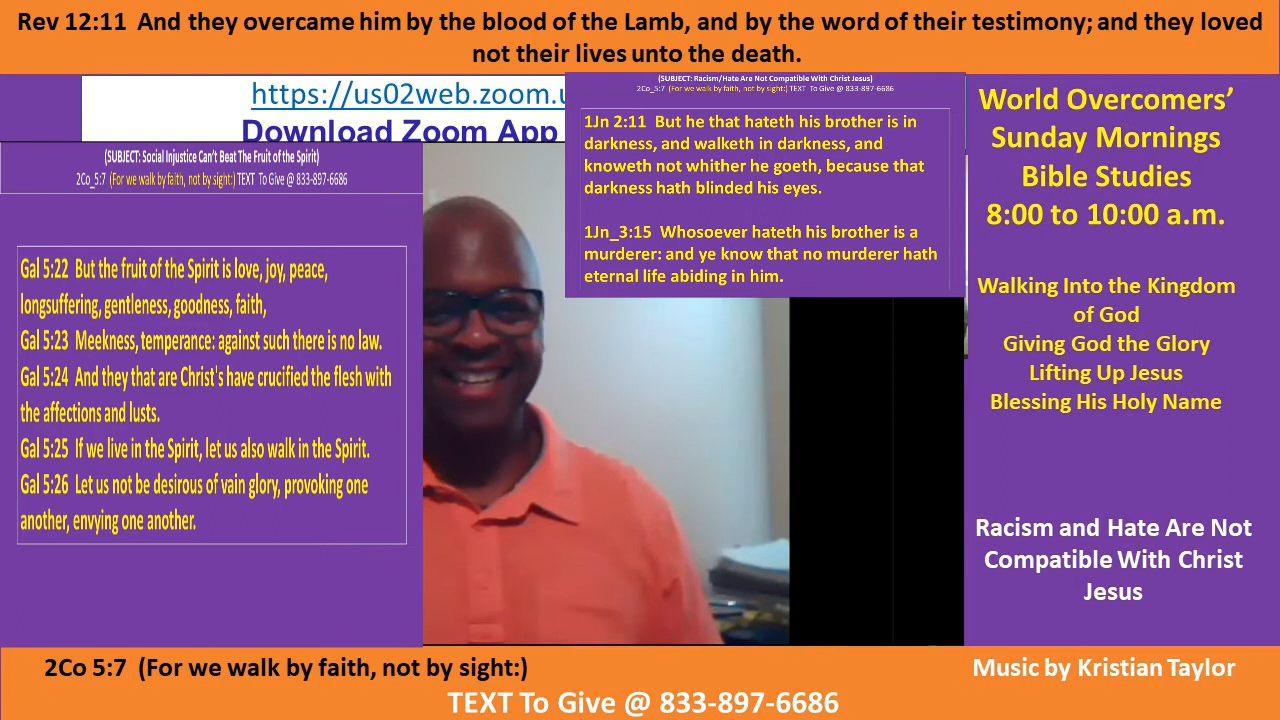 Rev 12:11  And they overcame him by the blood of the Lamb, and by the word of their testimony; and they loved
not their lives unto the death.
https://us02web.zoom.u
Download Zoom App
(SUBJECT: Social Injustice Can't Beat The Fruit of the Spirit)
2Co_5:7  (For we walk by faith, not by sight:) TEXT  To Give @ 833-897-6686
Gal 5:22  But the fruit of the Spirit is love, joy, peace,
longsuffering, gentleness, goodness, faith,
Gal 5:23  Meekness, temperance: against such there is no law.
Gal 5:24  And they that are Christ's have crucified the flesh with
the affections and lusts.
Gal 5:25  If we live in the Spirit, let us also walk in the Spirit.
Gal 5:26  Let us not be desirous of vain glory, provoking one
another, envying one another.
(SUBJECT: Racism/Hate Are Not Compatible With Christ Jesus)
2Co_5:7  (For we walk by faith, not by sight:) TEXT  To Give @ 833-897-6686
1Jn 2:11  But he that hateth his brother is in
darkness, and walketh in darkness, and
knoweth not whither he goeth, because that
darkness hath blinded his eyes.
1Jn_3:15  Whosoever hateth his brother is a
murderer: and ye know that no murderer hath
eternal life abiding in him.
World Overcomers'
Sunday Mornings
Bible Studies
8:00 to 10:00 a.m.
Walking Into the Kingdom
of God
Giving God the Glory
Lifting Up Jesus
Blessing His Holy Name
Racism and Hate Are Not
Compatible With Christ
Jesus
2Co 5:7  (For we walk by faith, not by sight:)
Music by Kristian Taylor
TEXT To Give @ 833-897-6686